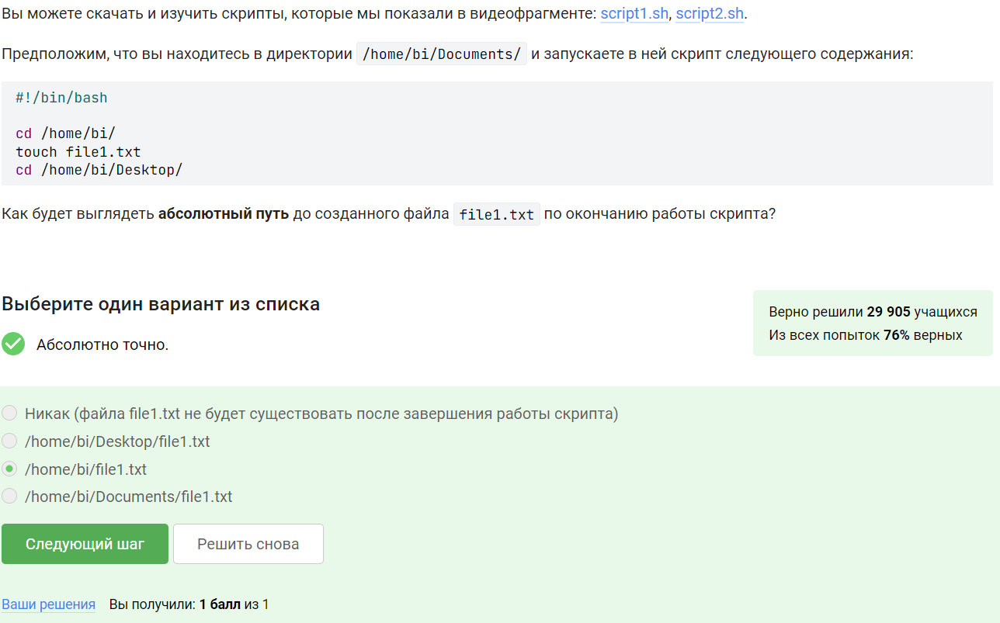 Вы можете скачать и изучить скрипты, которые мы показали в видеофрагменте: script1.sh, script2.sh.
Предположим, что вы находитесь в директории /home/bi/Documents/ и запускаете в ней скрипт следующего содержания:
#!/bin/bash
cd /home/bi/
touch file1.txt
cd /home/bi/Desktop/
Как будет выглядеть абсолютный путь до созданного файла file1.txt по окончанию работы скрипта?
Выберите один вариант из списка
Верно решили 29 905 учащихся
Из всех попыток 76% верных
Абсолютно точно.
Никак (файла file1.txt не будет существовать после завершения работы скрипта)
/home/bi/Desktop/file1.txt
/home/bi/file1.txt
/home/bi/Documents/file1.txt
Следующий шаг
Решить снова
Ваши решения Вы получили: 1 балл из 1